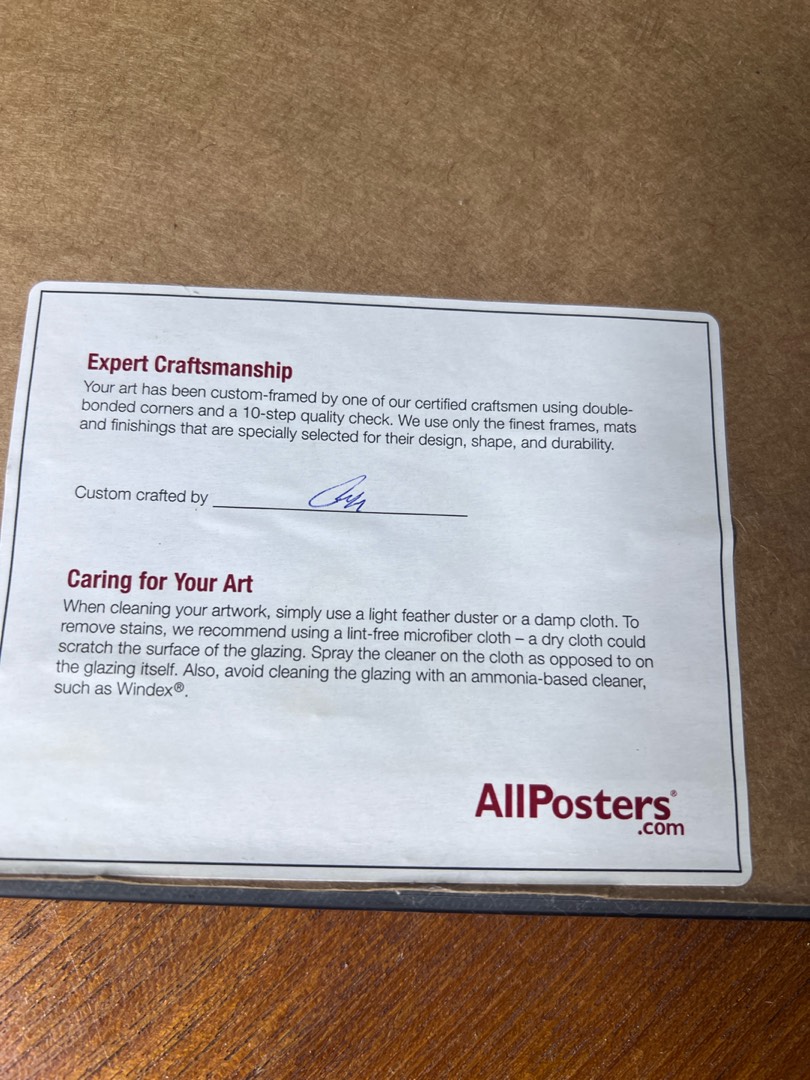 Expert Craftsmanship
Your art has been custom-framed by one of our certified craftsmen using double-
bonded corners and a 10-step quality check. We use only the finest frames, mats
and finishings that are specially selected for their design, shape, and durability.
Custom crafted by
Caring for Your Art
When cleaning your artwork, simply use a light feather duster or a damp cloth. To
remove stains, we recommend using a lint-free microfiber cloth – a dry cloth could
scratch the surface of the glazing. Spray the cleaner on the cloth as opposed to on
the glazing itself. Also, avoid cleaning the glazing with an ammonia-based cleaner,
such as Windex®.
AllPosters®
.com